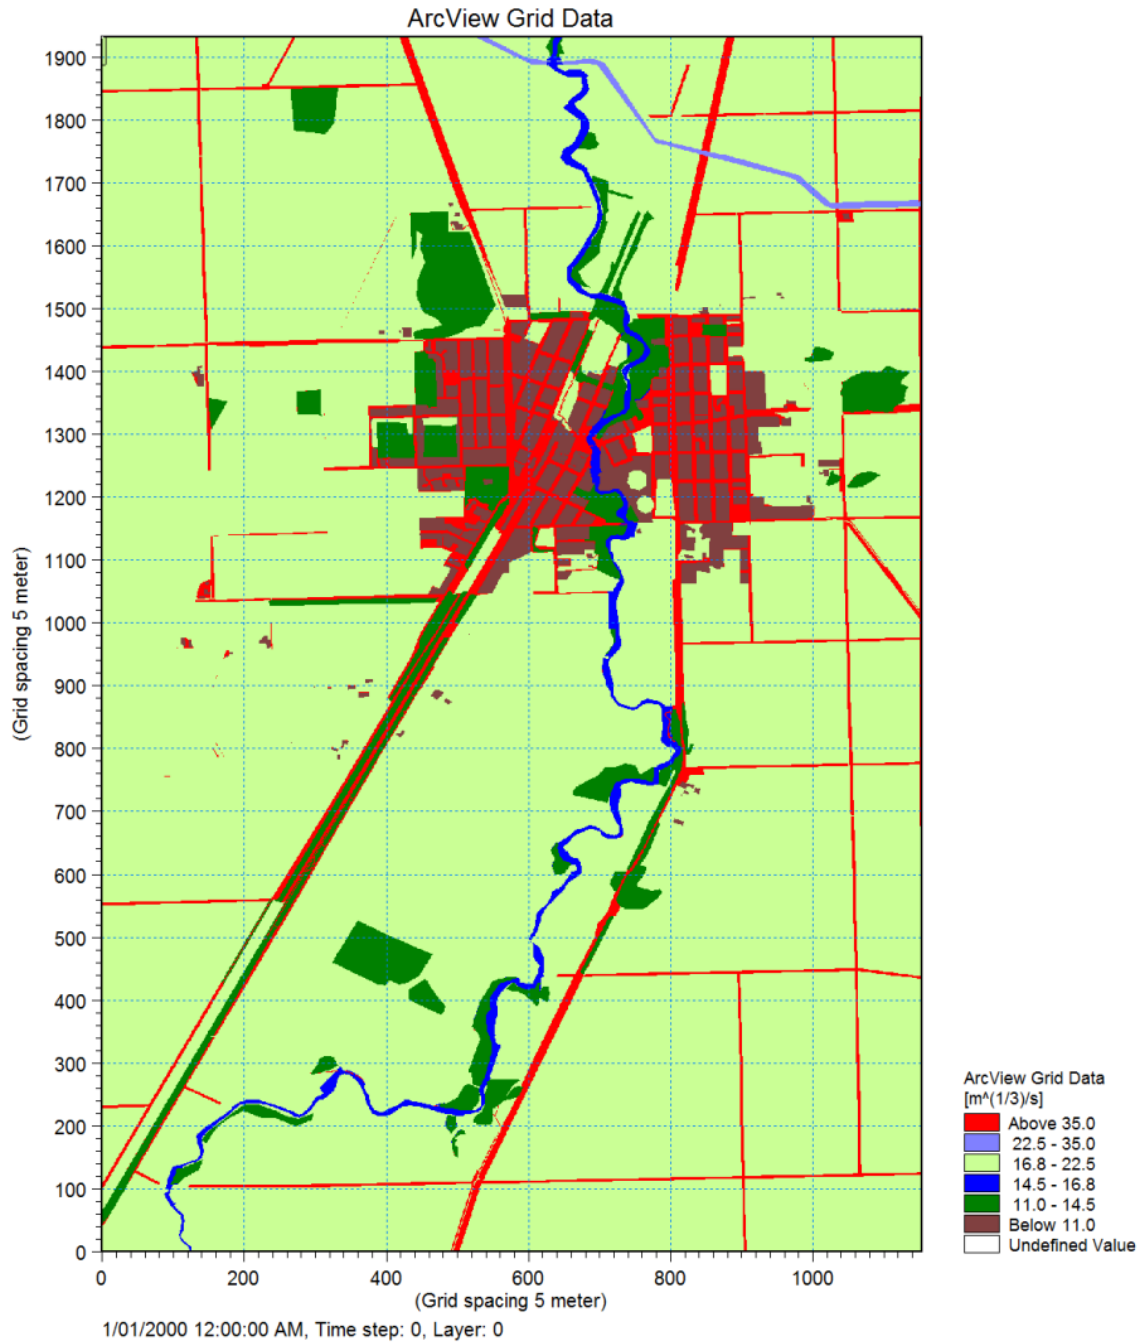 ArcView Grid Data
1900
1800
1700
1600
1500
1400
1300
1200
1100
1000
900
800
700
600
500
400
300
200
100
0
(Grid spacing 5 meter)
0 200 400 600 800 1000
(Grid spacing 5 meter)
1/01/2000 12:00:00 AM, Time step: 0, Layer: 0
ArcView Grid Data
[m^(1/3)/s]
Above 35.0
22.5 - 35.0
16.8 - 22.5
14.5 - 16.8
11.0 - 14.5
Below 11.0
Undefined Value